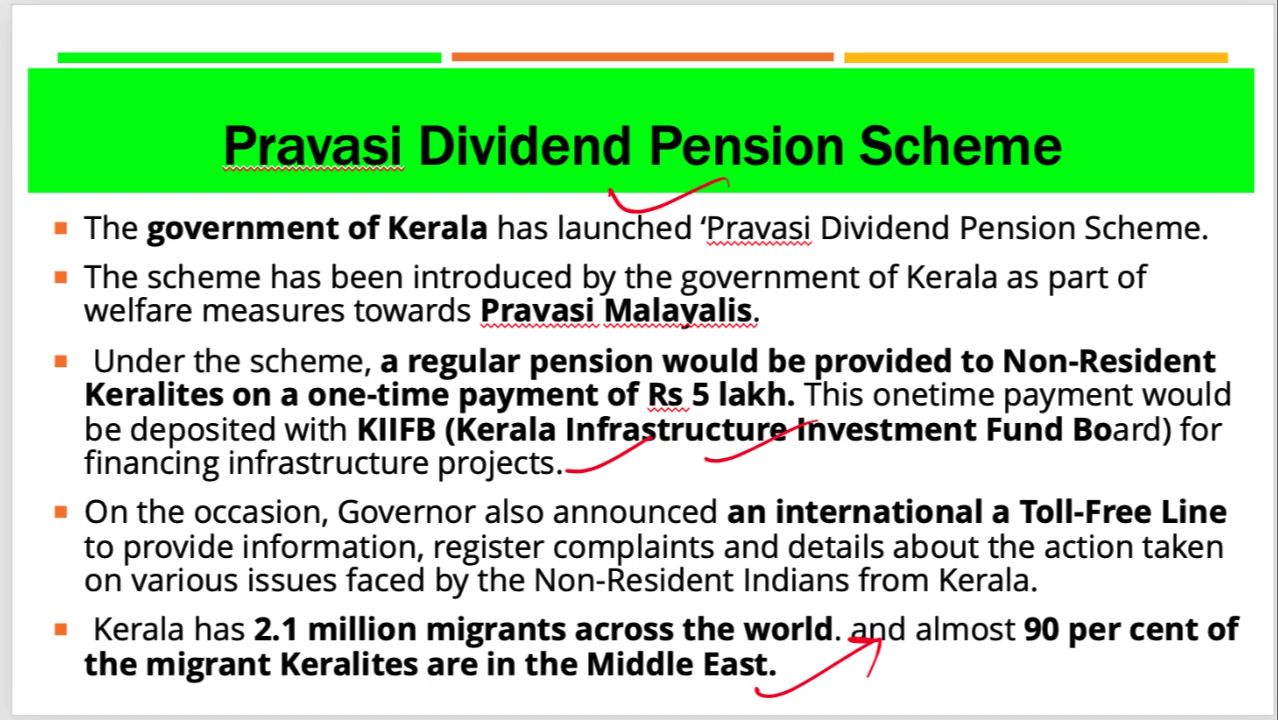 Pravasi Dividend Pension Scheme
The government of Kerala has launched ‘Pravasi Dividend Pension Scheme.
The scheme has been introduced by the government of Kerala as part of
welfare measures towards Pravasi Malayalis.
Under the scheme, a regular pension would be provided to Non-Resident
Keralites on a one-time payment of Rs 5 lakh. This onetime payment would
be deposited with KIIFB (Kerala Infrastructure Investment Fund Board) for
financing infrastructure projects.
On the occasion, Governor also announced an international a Toll-Free Line
to provide information, register complaints and details about the action taken
on various issues faced by the Non-Resident Indians from Kerala.
Kerala has 2.1 million migrants across the world. and almost 90 per cent of
the migrant Keralites are in the Middle East.